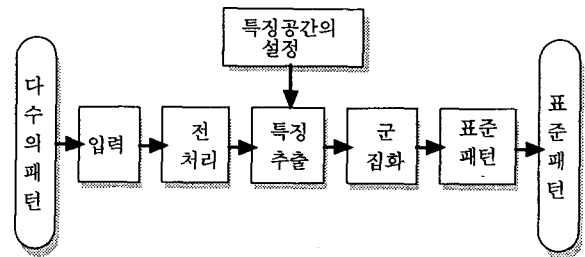 특징공간의
설정
다
수
의
패
턴
입력
전
처리
특징
추출
군
집화
표준
패턴
표
준
패
턴